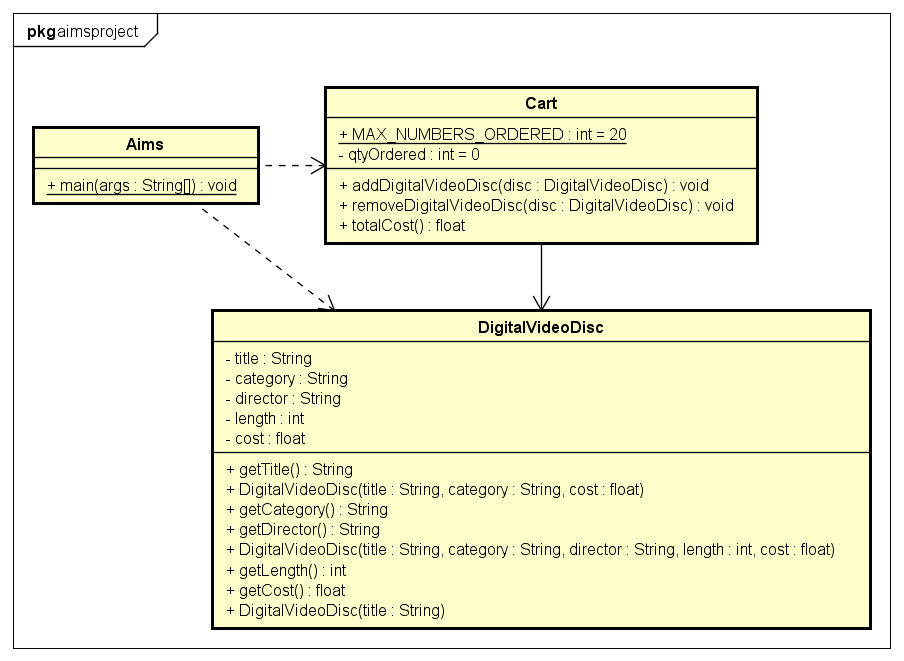 pkg aimsproject
Aims
+ main(args : String[]) : void
Cart
+ MAX_NUMBERS_ORDERED : int = 20
- qtyOrdered : int = 0
+ addDigitalVideoDisc(disc : DigitalVideoDisc) : void
+ removeDigitalVideoDisc(disc : DigitalVideoDisc) : void
+ totalCost() : float
DigitalVideoDisc
- title : String
- category : String
- director : String
- length : int
- cost : float
+ getTitle() : String
+ DigitalVideoDisc(title : String, category : String, cost : float)
+ getCategory() : String
+ getDirector() : String
+ DigitalVideoDisc(title : String, category : String, director : String, length : int, cost : float)
+ getLength() : int
+ getCost() : float
+ DigitalVideoDisc(title : String)